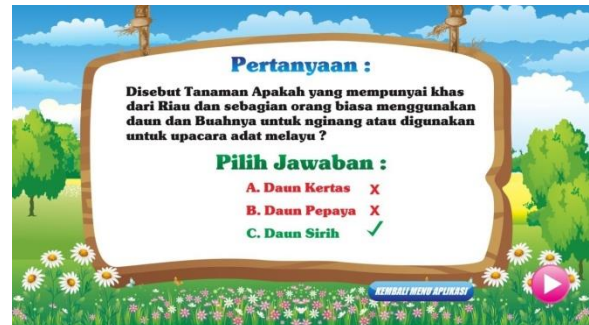 Pertanyaan :
Disebut Tanaman Apakah yang mempunyai khas
dari Riau dan sebagian orang biasa menggunakan
daun dan Buahnya untuk nginang atau digunakan
untuk upacara adat melayu ?
Pilih Jawaban :
A. Daun Kertas X
B. Daun Pepaya X
C. Daun Sirih ✓
KEMBALI MENU APLIKASI